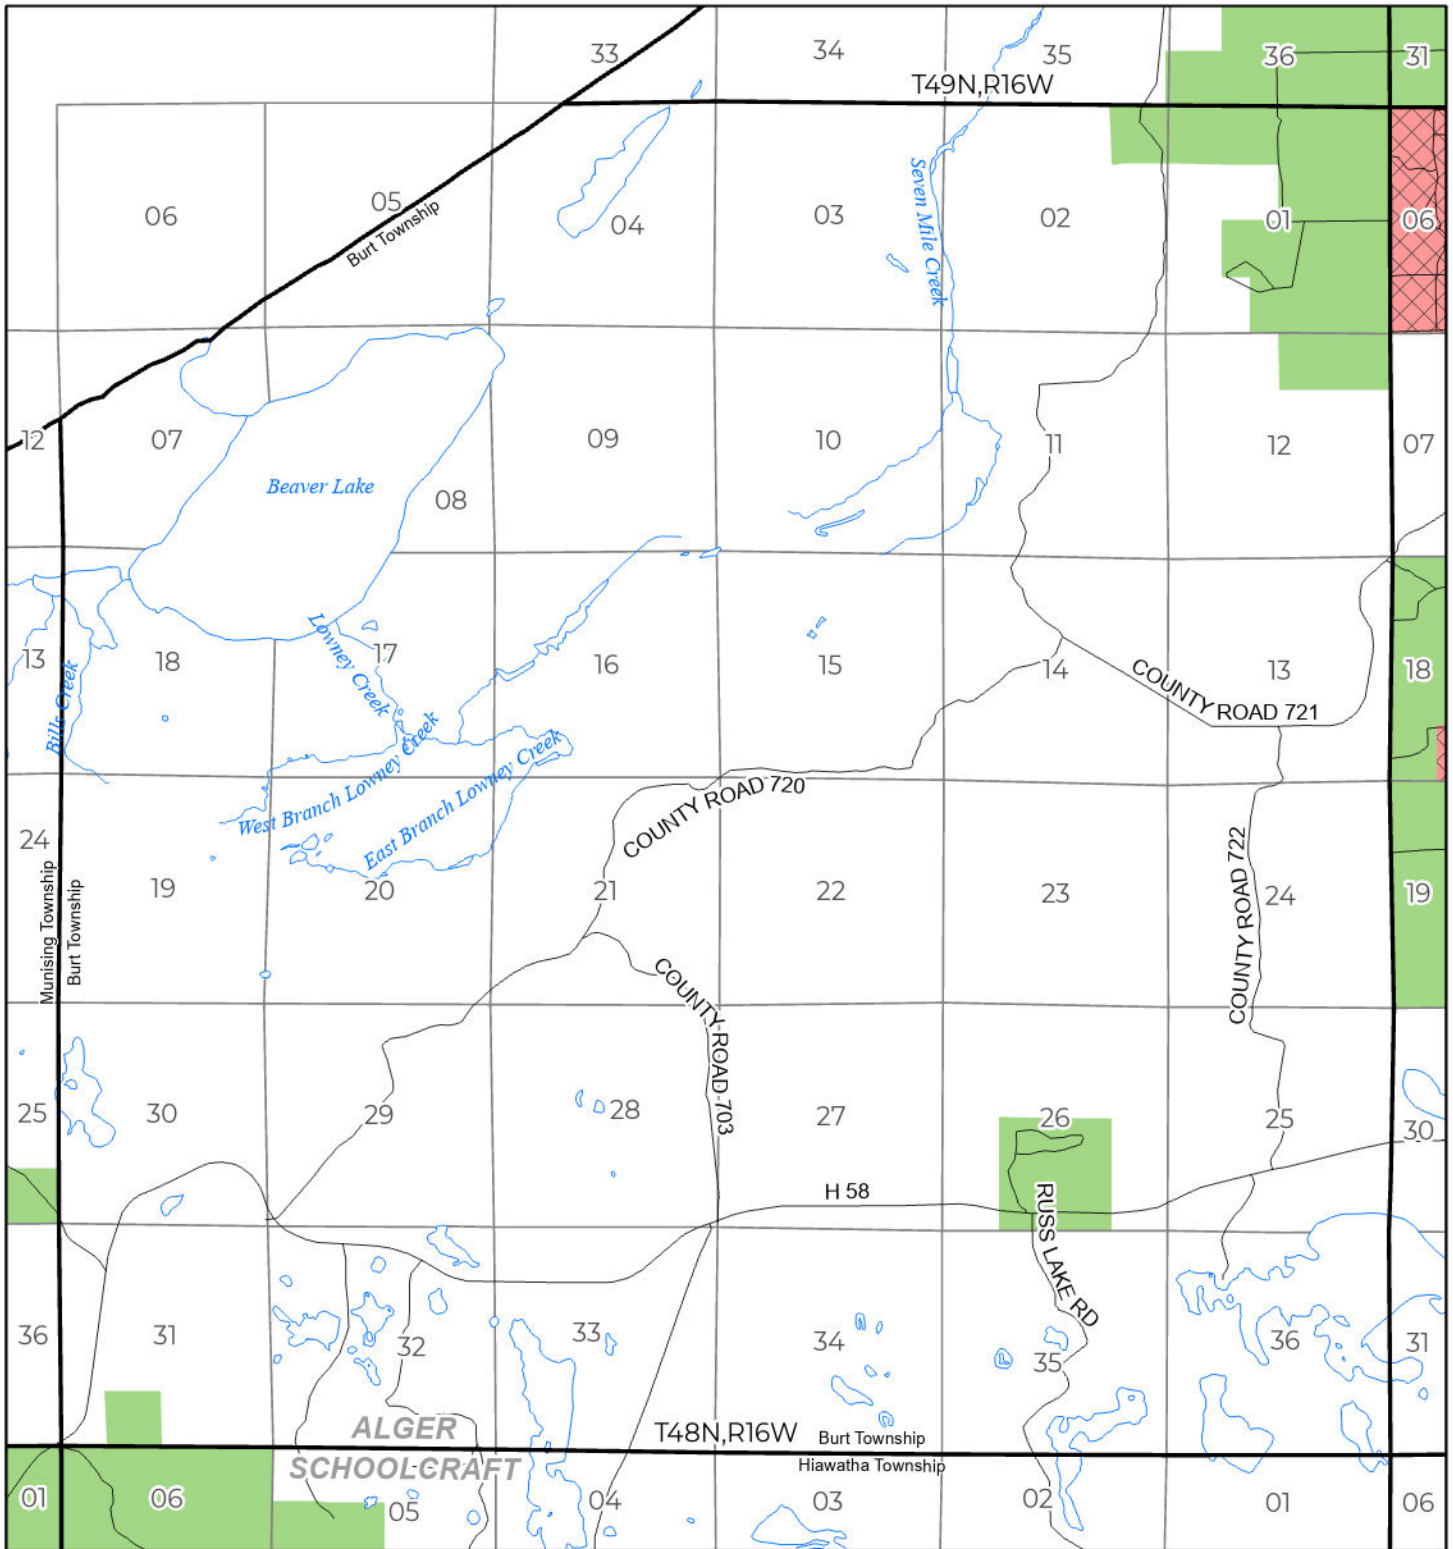 33
34
35
36
31
T49N,R16W
06
05
04
03
02
01
06
Burt Township
Seven Mile Creek
12
07
Beaver Lake
08
09
10
11
12
07
13
Bills Creek
18
Lowney Creek
17
16
15
14
COUNTY ROAD 721
13
18
West Branch Lowney Creek
East Branch Lowney Creek
COUNTY ROAD 720
24
Munising Township
Burt Township
19
20
21
22
23
COUNTY ROAD 722
24
19
COUNTY ROAD 703
25
30
29
28
27
26
25
30
H 58
RUSS LAKE RD
36
31
32
33
34
35
36
31
ALGER
T48N,R16W
Burt Township
SCHOOLCRAFT
Hiawatha Township
01
06
05
04
03
02
01
06